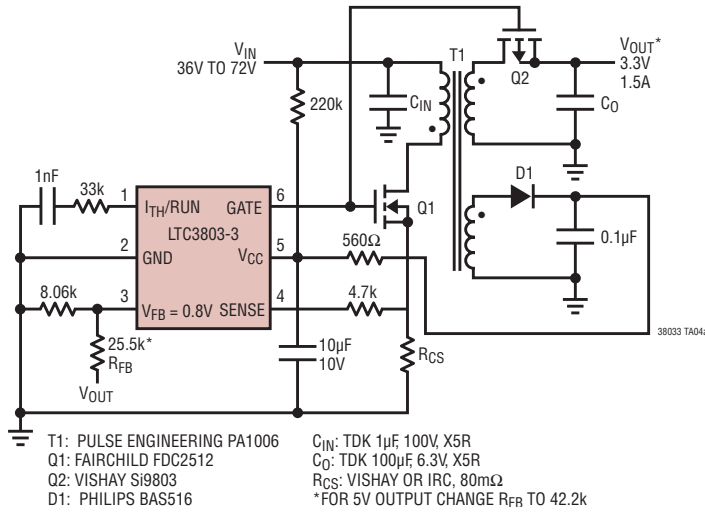 V_IN
36V TO 72V
T1
V_OUT*
3.3V
1.5A
Q2
220k
C_IN
C_O
1nF
33k
1
I_TH/RUN
GATE
6
Q1
D1
LTC3803-3
2
GND
V_CC
5
560Ω
0.1µF
8.06k
3
V_FB = 0.8V
SENSE
4
4.7k
25.5k*
R_FB
V_OUT
10µF
10V
R_CS
38033 TA04a
T1: PULSE ENGINEERING PA1006
Q1: FAIRCHILD FDC2512
Q2: VISHAY Si9803
D1: PHILIPS BAS516
C_IN: TDK 1µF, 100V, X5R
C_O: TDK 100µF, 6.3V, X5R
R_CS: VISHAY OR IRC, 80mΩ
*FOR 5V OUTPUT CHANGE R_FB TO 42.2k